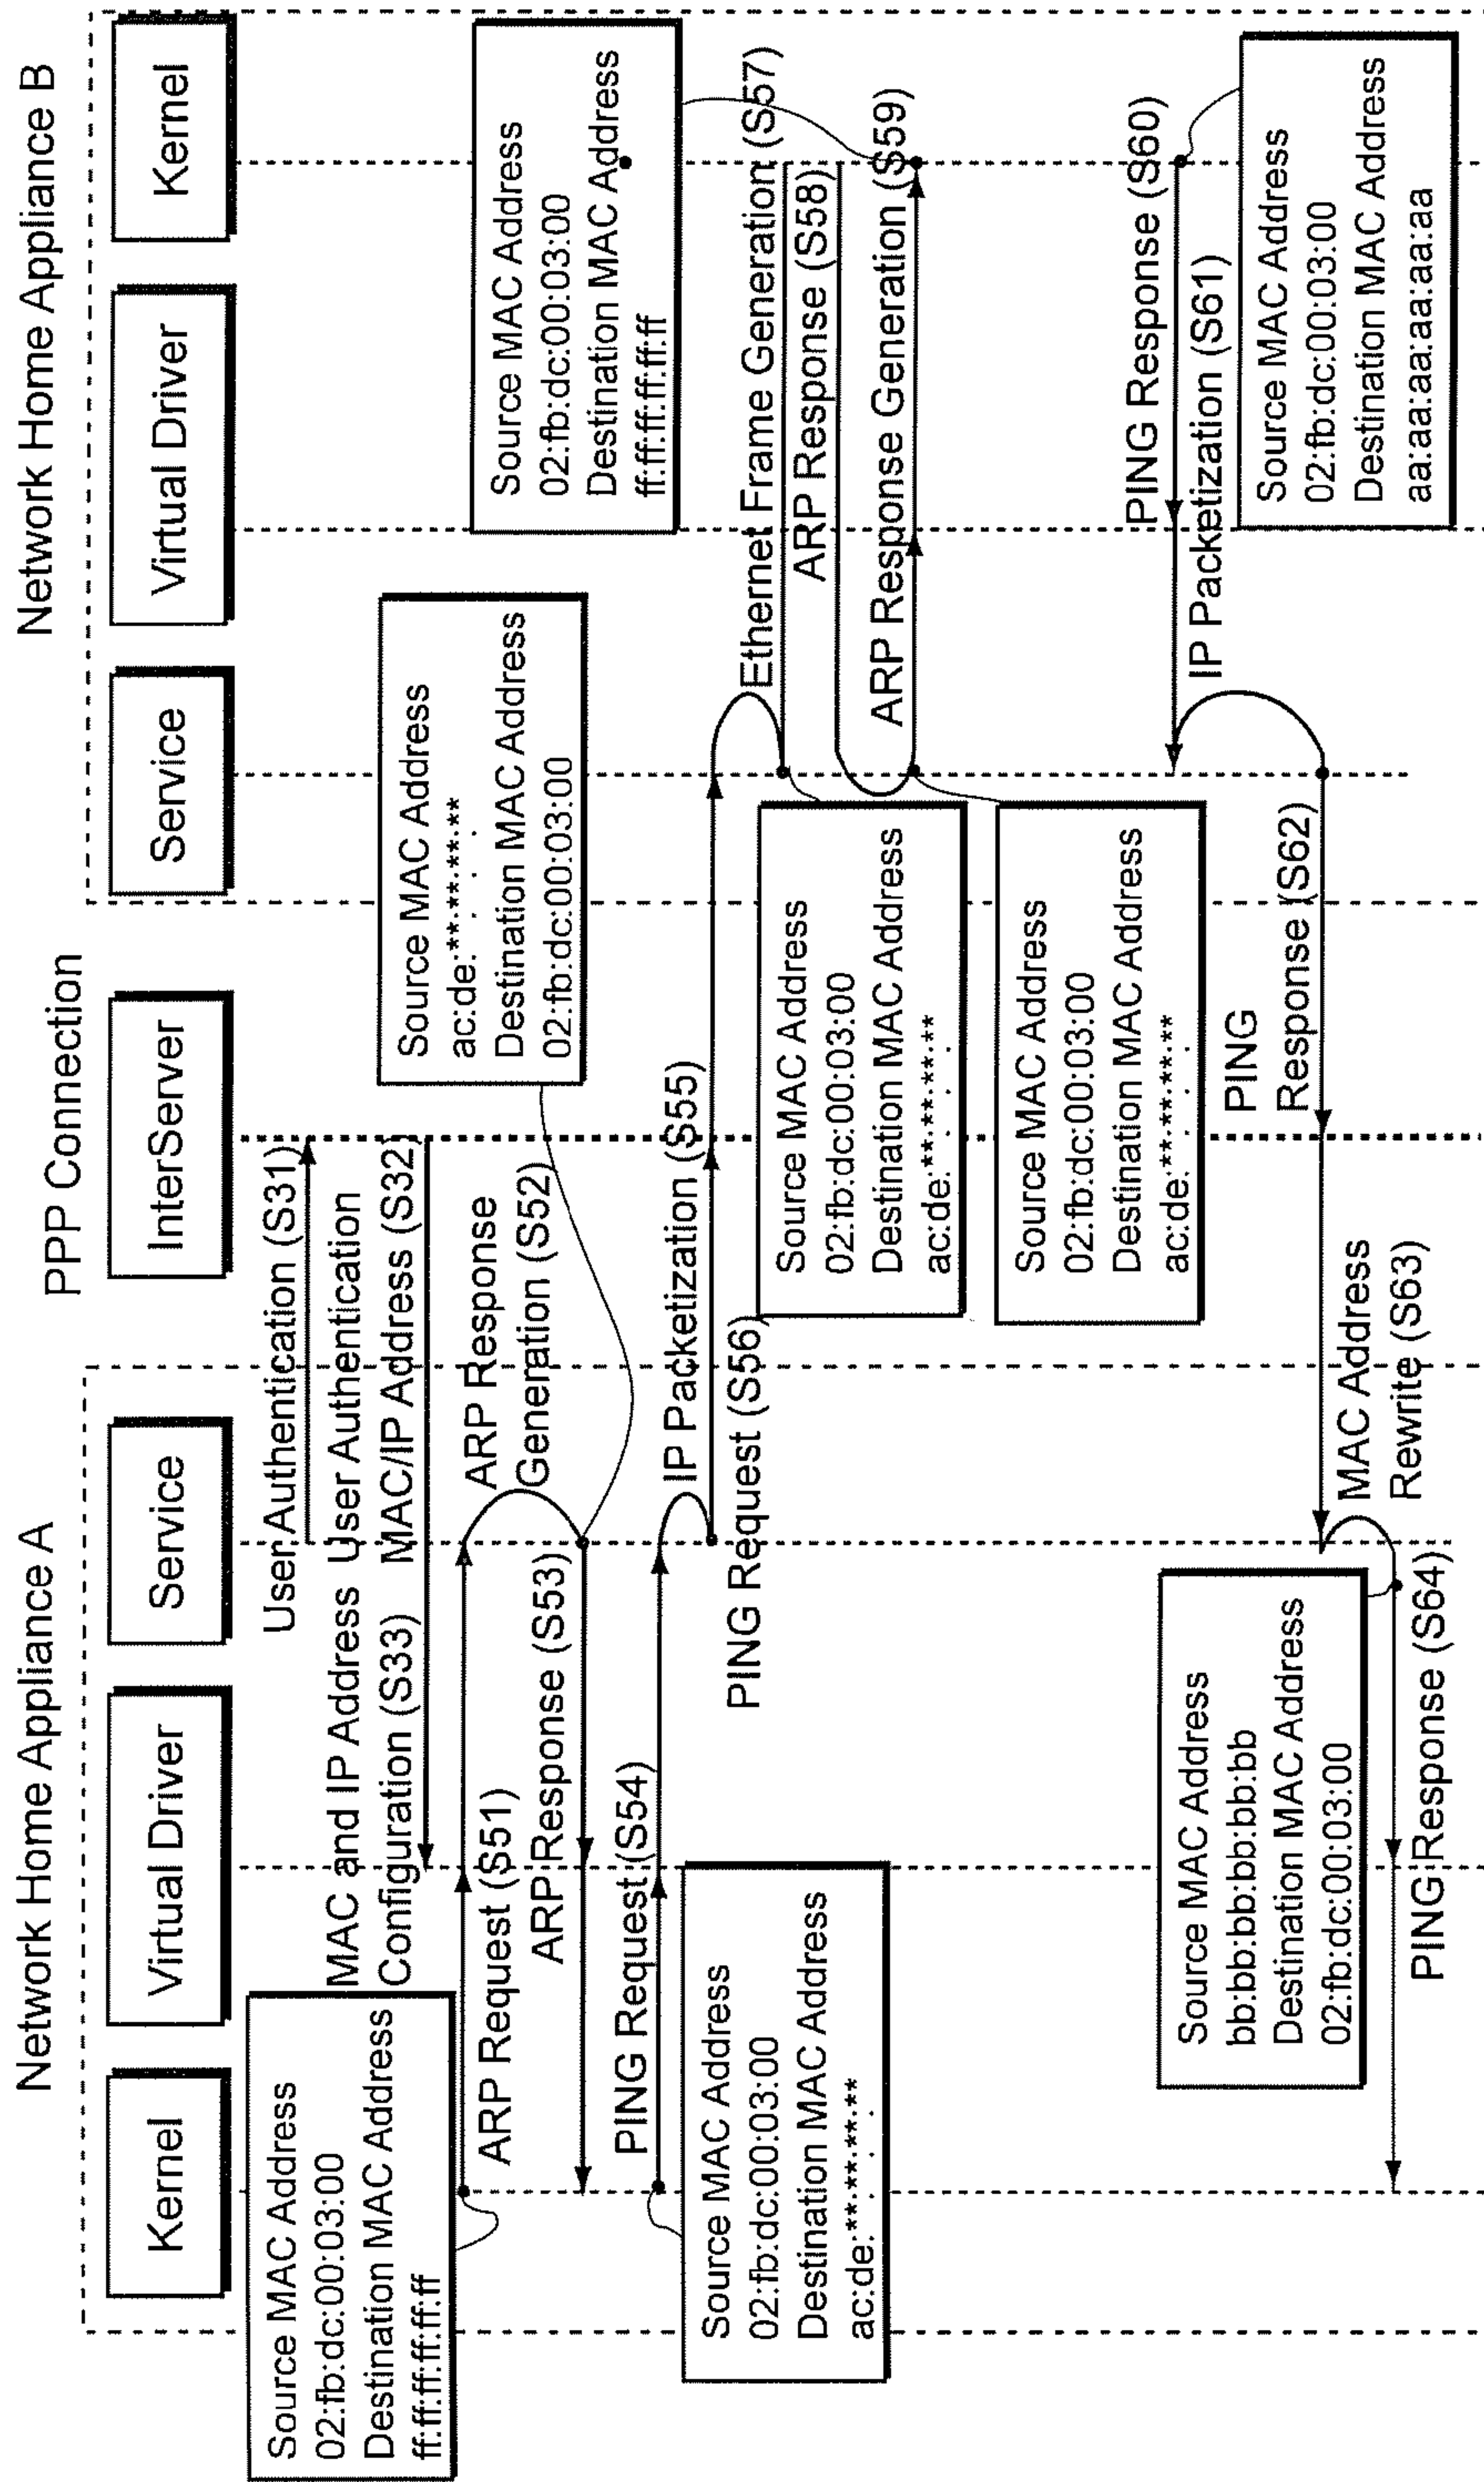 Network Home Appliance A
PPP Connection
Network Home Appliance B
Kernel
Virtual Driver
Service
InterServer
Service
Virtual Driver
Kernel
User Authentication (S31)
User Authentication
MAC/IP Address (S32)
MAC and IP Address
Configuration (S33)
Source MAC Address
02:fb:dc:00:03:00
Destination MAC Address
ff:ff:ff:ff:ff:ff
ARP Request (S51)
ARP Response
Generation (S52)
Source MAC Address
ac:de:**:**:**:**
Destination MAC Address
02:fb:dc:00:03:00
ARP Response (S53)
PING Request (S54)
Source MAC Address
02:fb:dc:00:03:00
Destination MAC Address
ac:de:**:**:**:**
IP Packetization (S55)
PING Request (S56)
Source MAC Address
02:fb:dc:00:03:00
Destination MAC Address
ff:ff:ff:ff:ff:ff
Ethernet Frame Generation (S57)
Source MAC Address
02:fb:dc:00:03:00
Destination MAC Address
ac:de:**:**:**:**
ARP Response (S58)
ARP Response Generation (S59)
Source MAC Address
02:fb:dc:00:03:00
Destination MAC Address
ac:de:**:**:**:**
PING Response (S60)
IP Packetization (S61)
Source MAC Address
02:fb:dc:00:03:00
Destination MAC Address
aa:aa:aa:aa:aa:aa
PING
Response (S62)
MAC Address
Rewrite (S63)
Source MAC Address
bb:bb:bb:bb:bb:bb
Destination MAC Address
02:fb:dc:00:03:00
PING Response (S64)